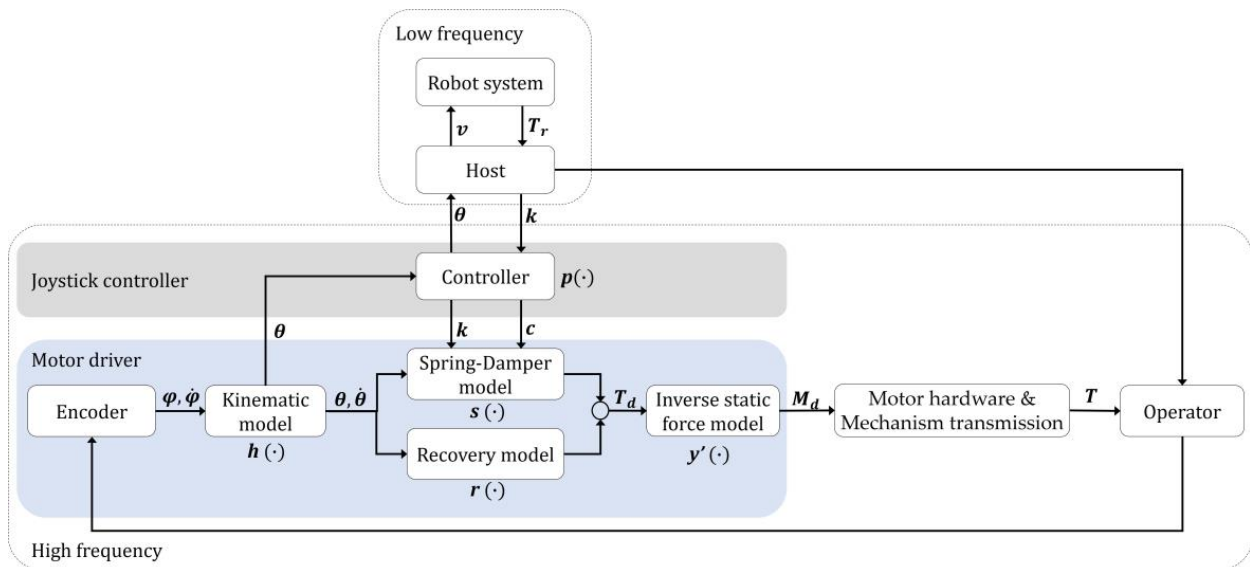 Low frequency
Robot system
v
T_r
Host
θ
k
Joystick controller
Controller
p(·)
θ
k
c
Motor driver
Encoder
φ, φ̇
Kinematic
model
h (·)
θ, θ̇
Spring-Damper
model
s (·)
Recovery model
r (·)
T_d
Inverse static
force model
y′ (·)
M_d
Motor hardware &
Mechanism transmission
T
Operator
High frequency